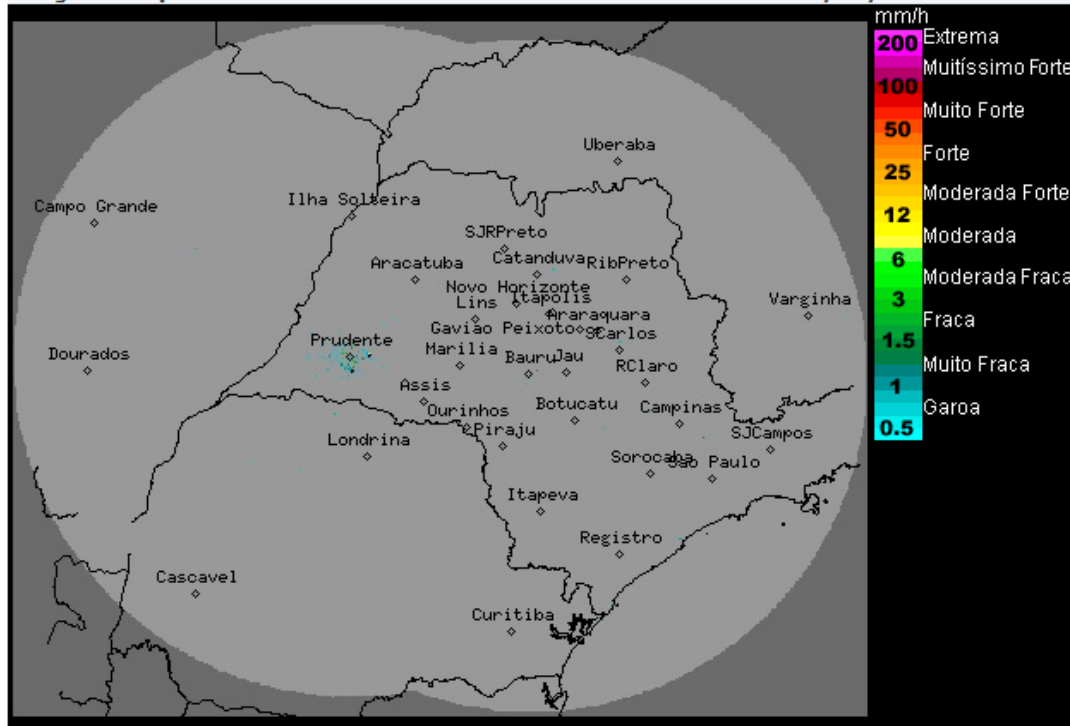 mm/h
200 Extrema
Muitíssimo Forte
100
Muito Forte
50
Forte
25
Moderada Forte
12
Moderada
6
Moderada Fraca
3
Fraca
1.5
Muito Fraca
1
Garoa
0.5
Uberaba
Campo Grande
Ilha Solteira
SJRPreto
Catanduva
Aracatuba
RibPreto
Novo Horizonte
Itapolis
Lins
Varginha
Araraquara
Gavião Peixoto
SCarlos
Prudente
Marilia
Dourados
Bauru
Jau
RClaro
Assis
Ourinhos
Botucatu
Campinas
Piraju
Londrina
SJCampos
Sorocaba
Sao Paulo
Itapeva
Registro
Cascavel
Curitiba